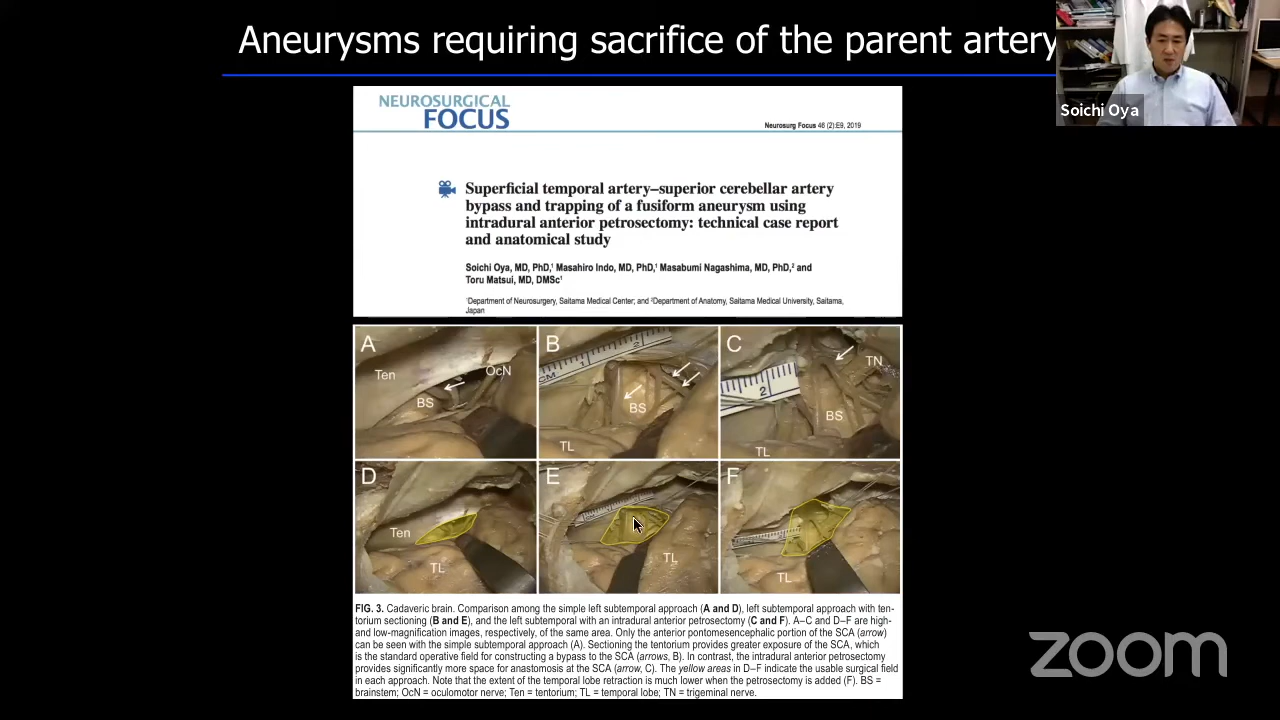 Aneurysms requiring sacrifice of the parent artery
Soichi Oya
NEUROSURGICAL
FOCUS
Neurosurg Focus 46 (2):E9, 2019
Superficial temporal artery–superior cerebellar artery
bypass and trapping of a fusiform aneurysm using
intradural anterior petrosectomy: technical case report
and anatomical study
Soichi Oya, MD, PhD,¹ Masahiro Indo, MD, PhD,¹ Masabumi Nagashima, MD, PhD,² and
Toru Matsui, MD, DMSc¹
¹Department of Neurosurgery, Saitama Medical Center; and ²Department of Anatomy, Saitama Medical University, Saitama,
Japan
A
Ten
OcN
BS
B
CM
1
2
BS
TL
C
TN
2
BS
TL
D
Ten
TL
E
TL
F
TL
FIG. 3. Cadaveric brain. Comparison among the simple left subtemporal approach (A and D), left subtemporal approach with ten-
torium sectioning (B and E), and the left subtemporal with an intradural anterior petrosectomy (C and F). A–C and D–F are high-
and low-magnification images, respectively, of the same area. Only the anterior pontomesencephalic portion of the SCA (arrow)
can be seen with the simple subtemporal approach (A). Sectioning the tentorium provides greater exposure of the SCA, which
is the standard operative field for constructing a bypass to the SCA (arrows, B). In contrast, the intradural anterior petrosectomy
provides significantly more space for anastomosis at the SCA (arrow, C). The yellow areas in D–F indicate the usable surgical field
in each approach. Note that the extent of the temporal lobe retraction is much lower when the petrosectomy is added (F). BS =
brainstem; OcN = oculomotor nerve; Ten = tentorium; TL = temporal lobe; TN = trigeminal nerve.
zoom